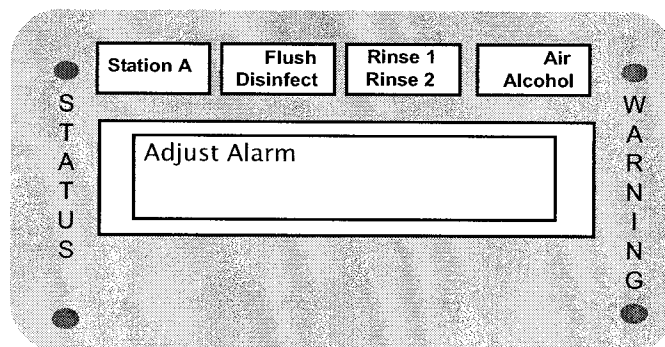 Station A
Flush
Disinfect
Rinse 1
Rinse 2
Air
Alcohol
STATUS
Adjust Alarm
WARNING